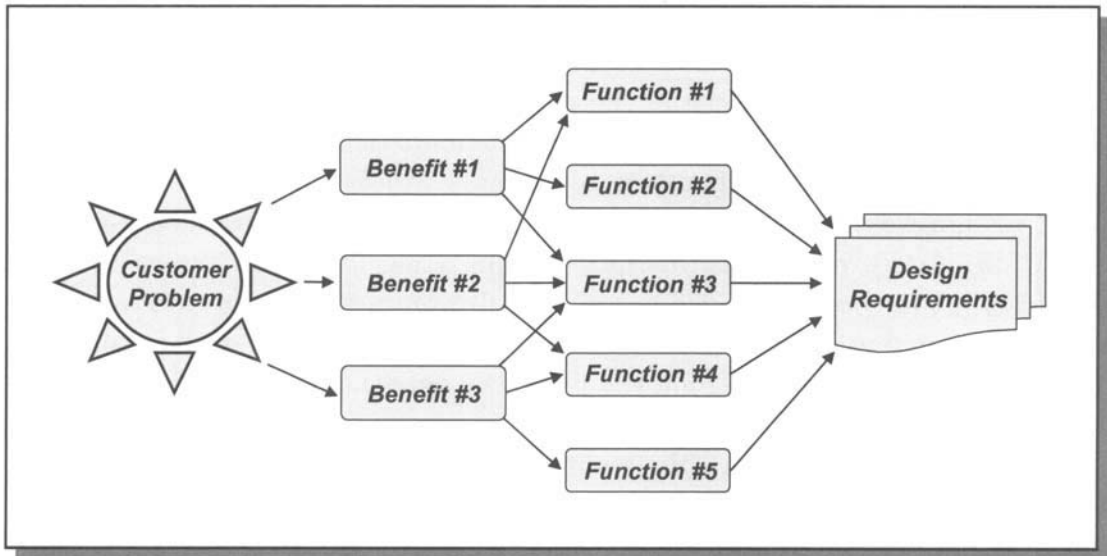 Customer
Problem
Benefit #1
Benefit #2
Benefit #3
Function #1
Function #2
Function #3
Function #4
Function #5
Design
Requirements